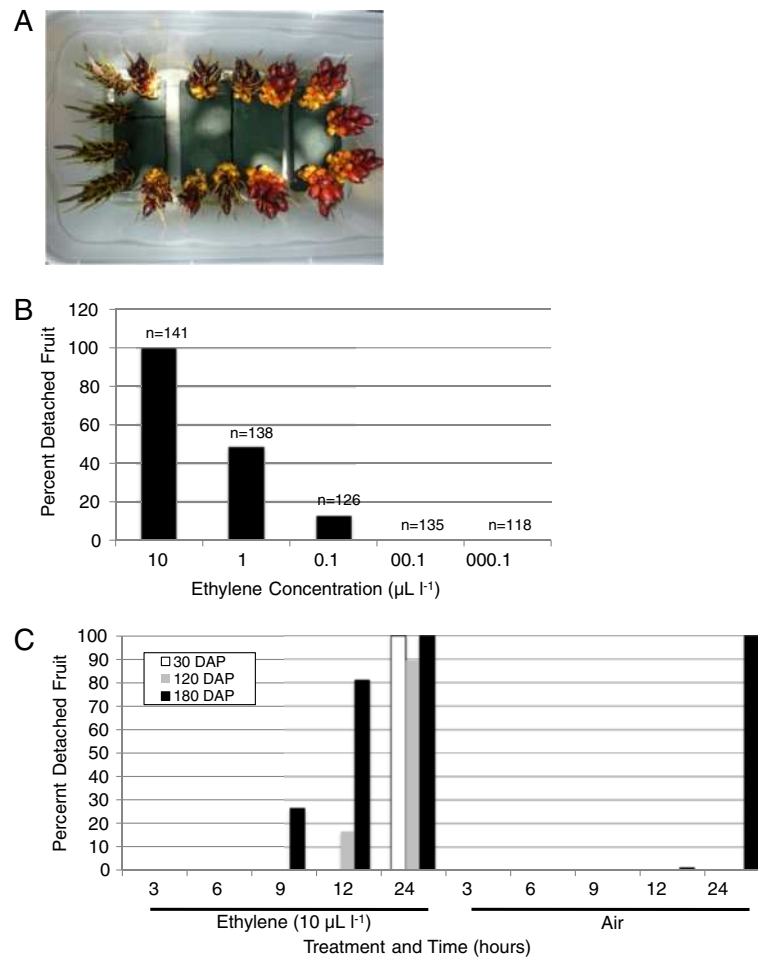 A
B
120
100
80
60
40
20
0
Percent Detached Fruit
n=141
n=138
n=126
n=135
n=118
10 1 0.1 00.1 000.1
Ethylene Concentration (µL l-1)
C
100
90
80
70
60
50
40
30
20
10
0
Percernt Detached Fruit
30 DAP
120 DAP
180 DAP
3 6 9 12 24 3 6 9 12 24
Ethylene (10 µL l-1) Air
Treatment and Time (hours)